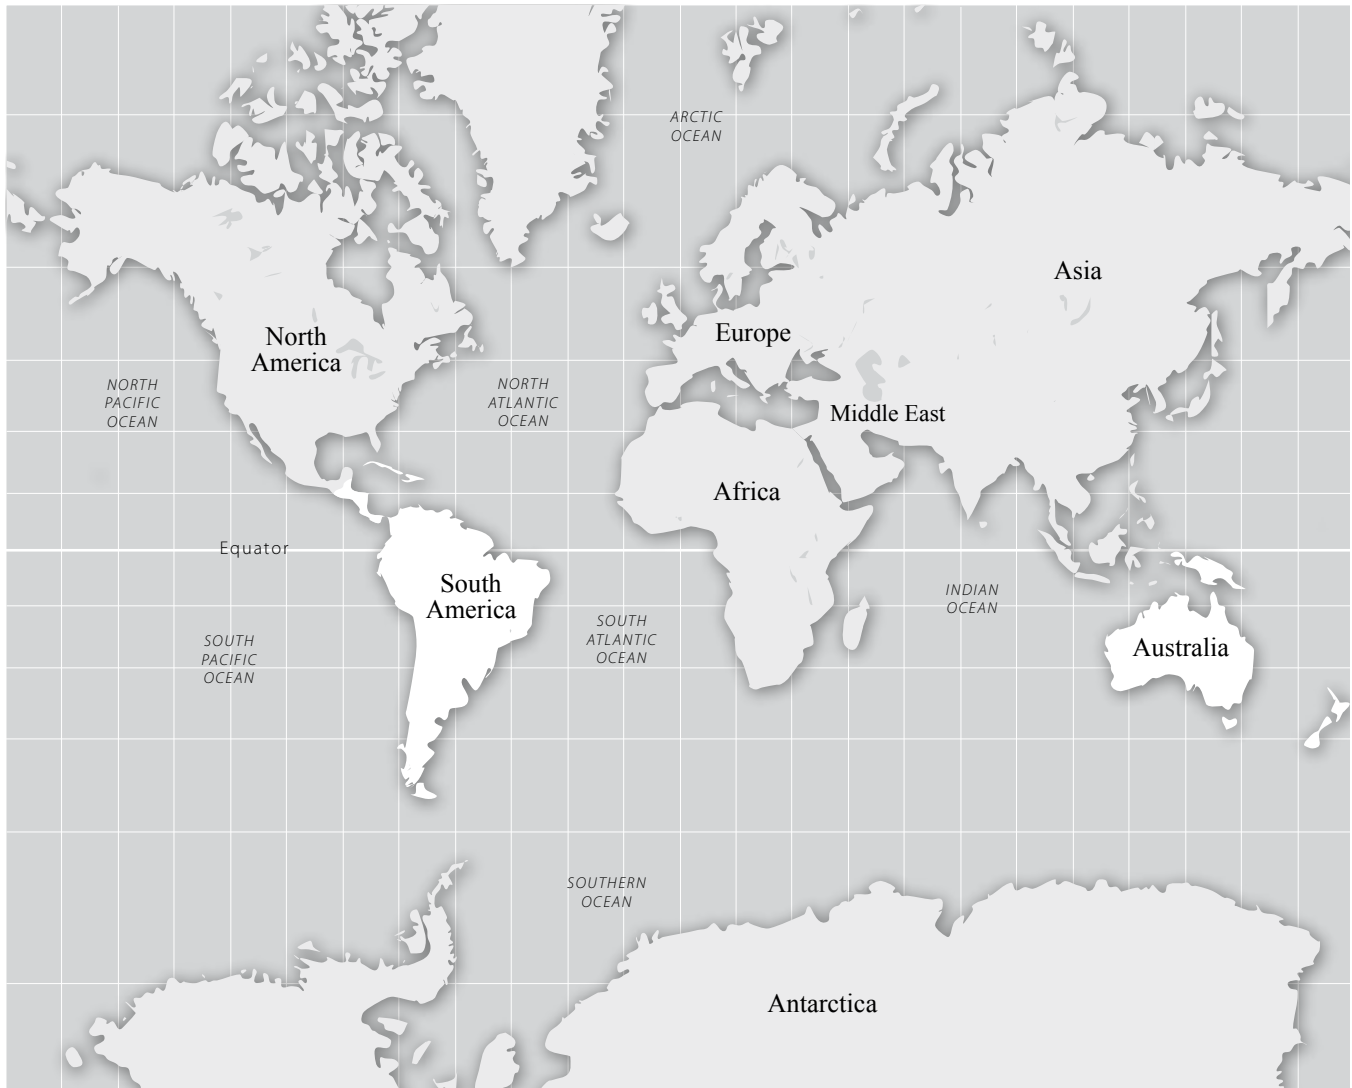 ARCTIC
OCEAN
Asia
North
America
Europe
NORTH
PACIFIC
OCEAN
NORTH
ATLANTIC
OCEAN
Middle East
Africa
Equator
South
America
INDIAN
OCEAN
SOUTH
PACIFIC
OCEAN
SOUTH
ATLANTIC
OCEAN
Australia
SOUTHERN
OCEAN
Antarctica